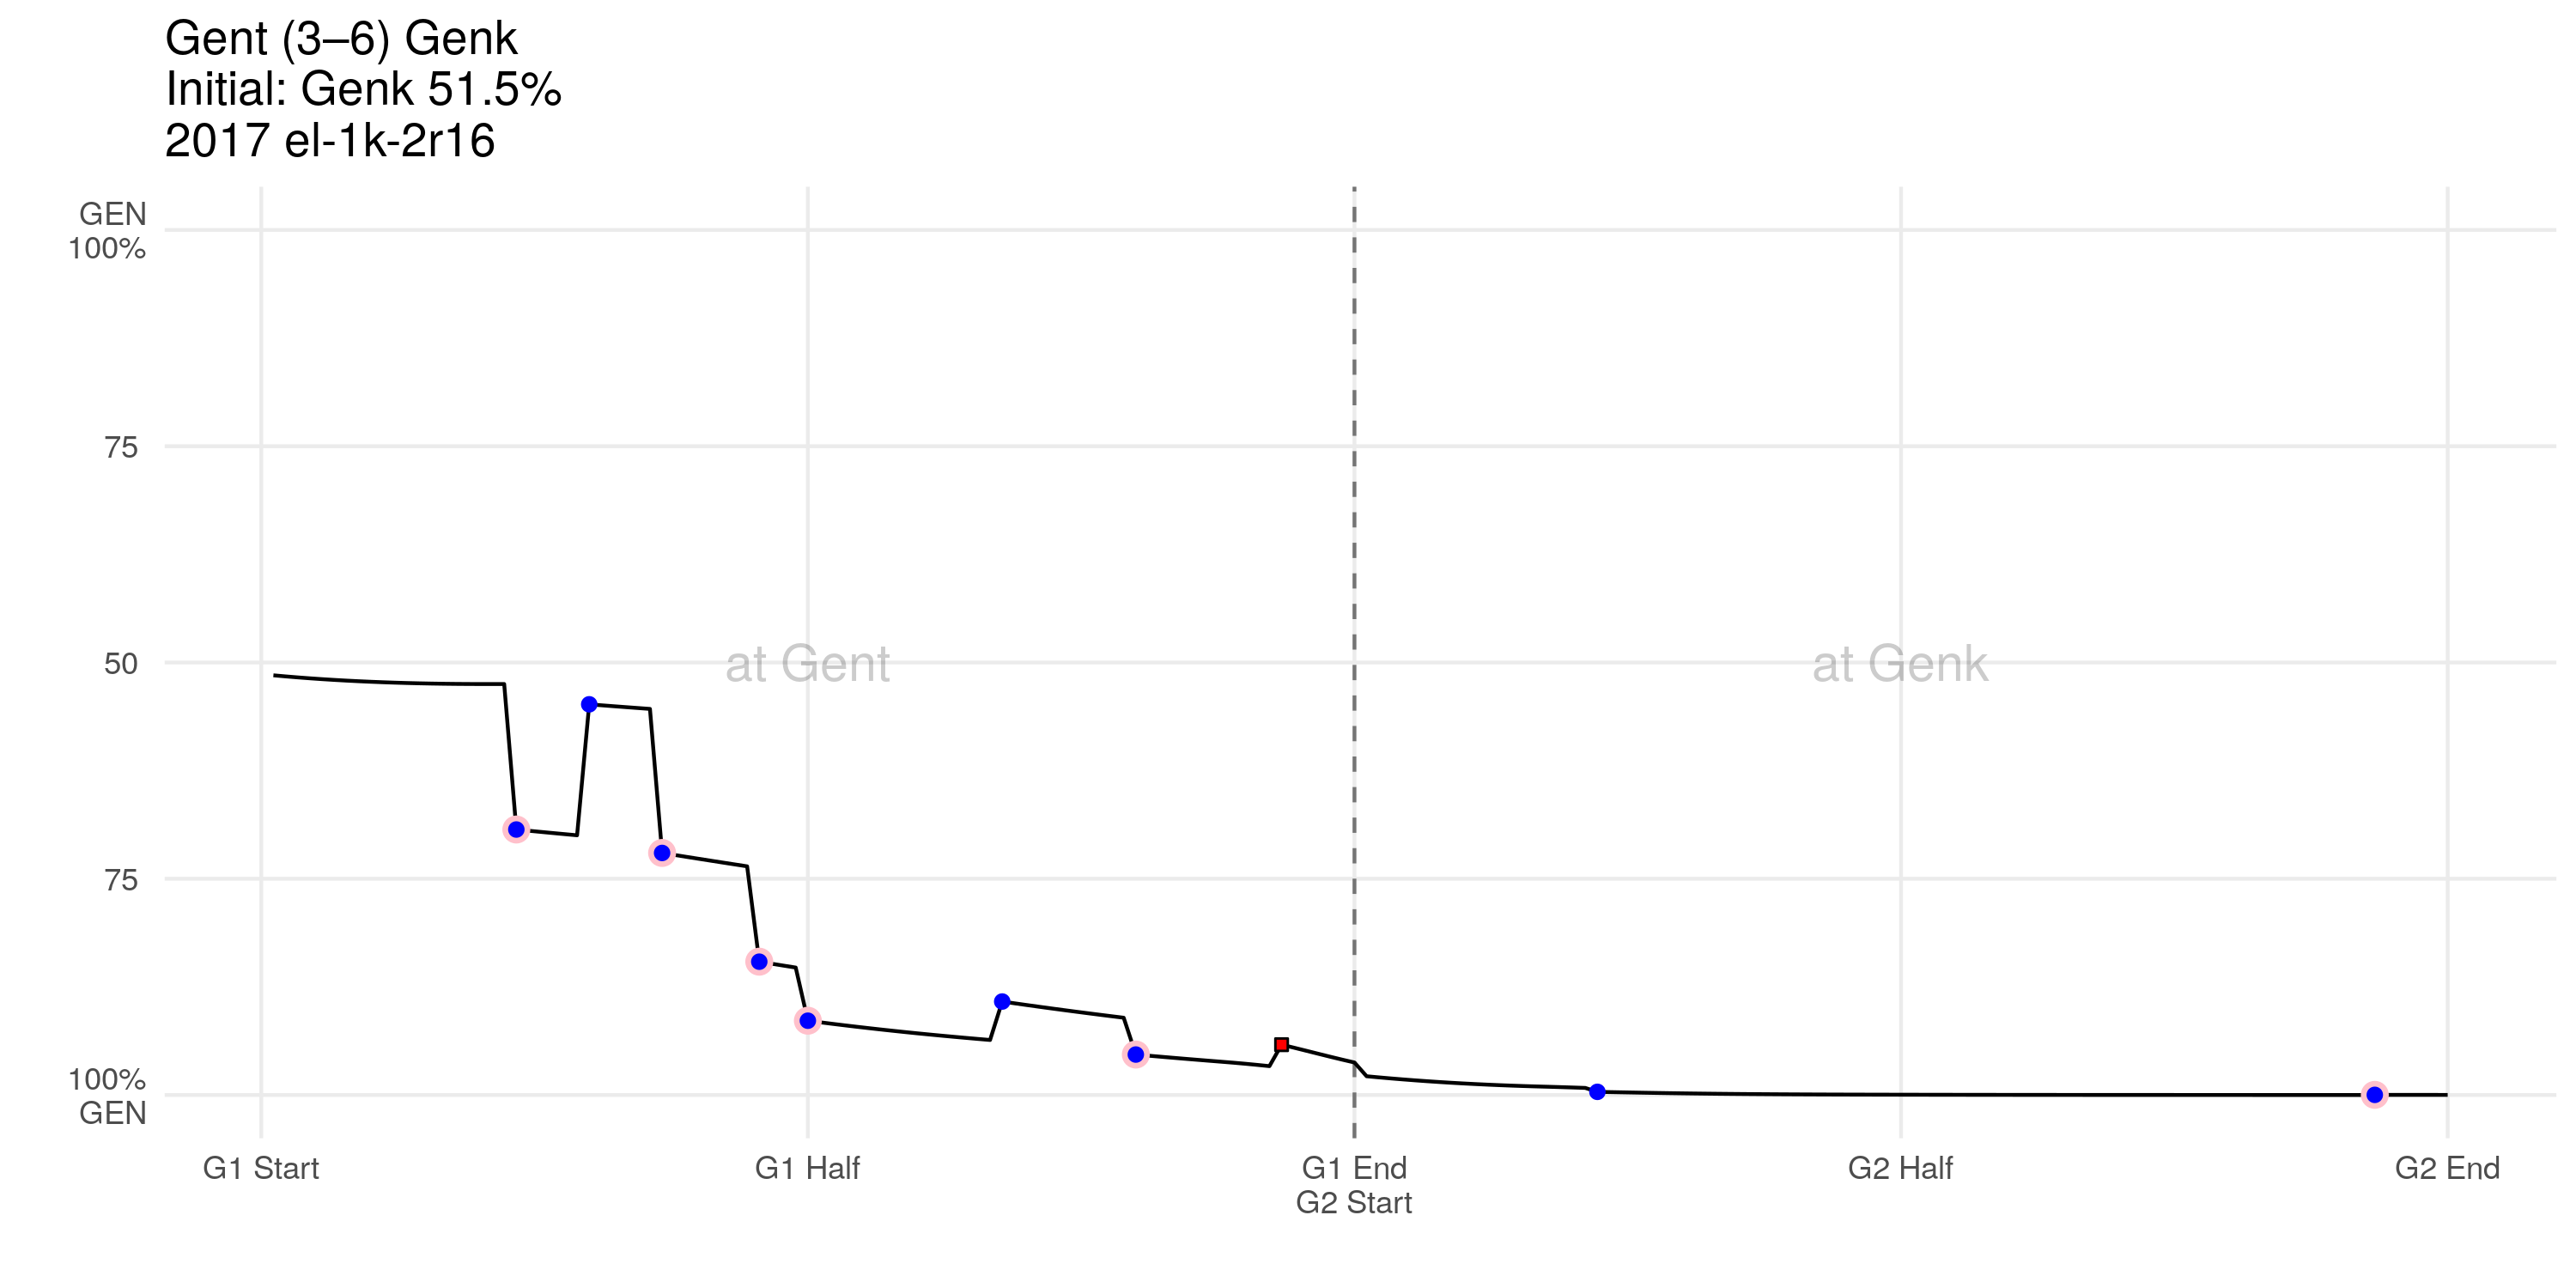 Gent (3–6) Genk
Initial: Genk 51.5%
2017 el-1k-2r16
GEN
100%
75
50
at Gent
at Genk
75
100%
GEN
G1 Start
G1 Half
G1 End
G2 Start
G2 Half
G2 End